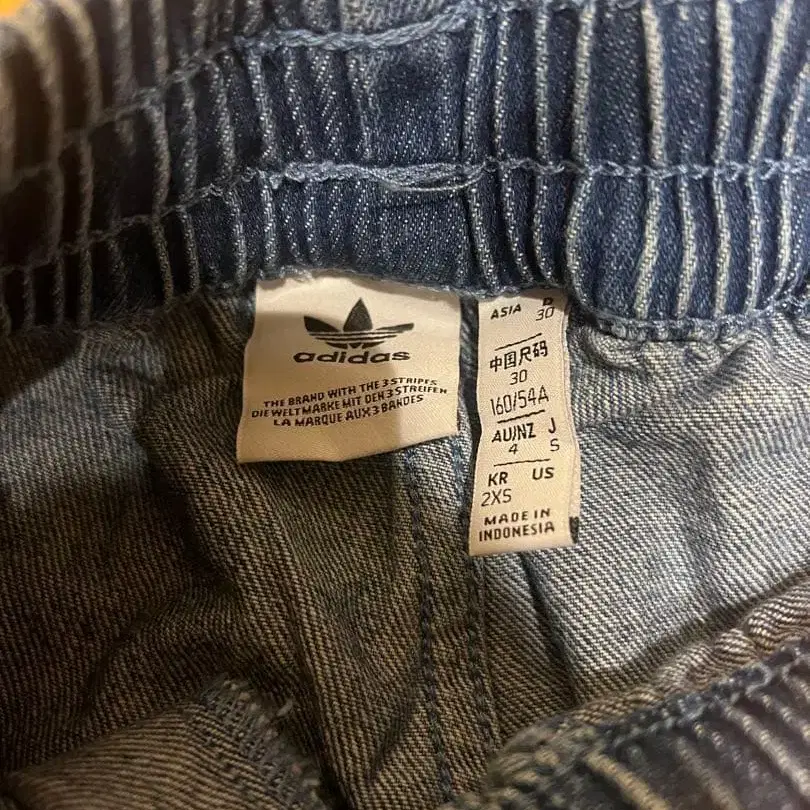 adidas
THE BRAND WITH THE 3 STRIPES
DIE WELTMARKE MIT DEN 3 STREIFEN
LA MARQUE AUX 3 BANDES
ASIA D
30
中国尺码
30
160/54A
AU/NZ J
4 S
KR US
2XS
MADE IN
INDONESIA